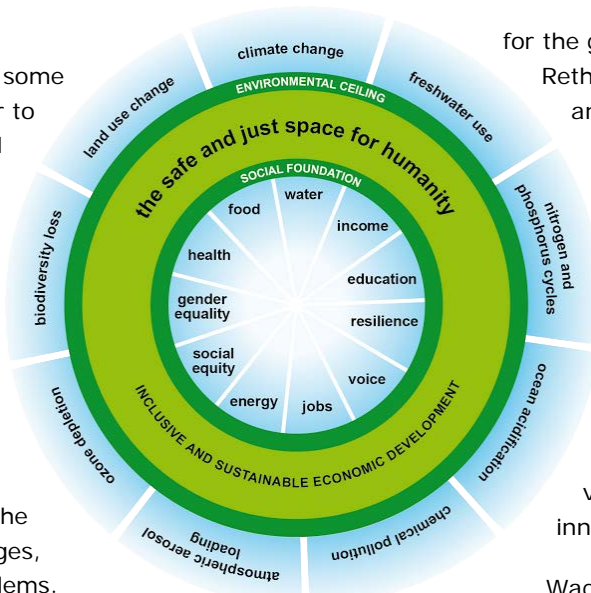 some
r to
for the g
Reth
ar
climate change
freshwater use
nitrogen and
phosphorus cycles
ocean acidification
chemical pollution
atmospheric aerosol
loading
ozone depletion
biodiversity loss
land use change
ENVIRONMENTAL CEILING
the safe and just space for humanity
SOCIAL FOUNDATION
water
income
education
resilience
voice
jobs
energy
social
equity
gender
equality
health
food
INCLUSIVE AND SUSTAINABLE ECONOMIC DEVELOPMENT
he
ges,
lems.
v
inn